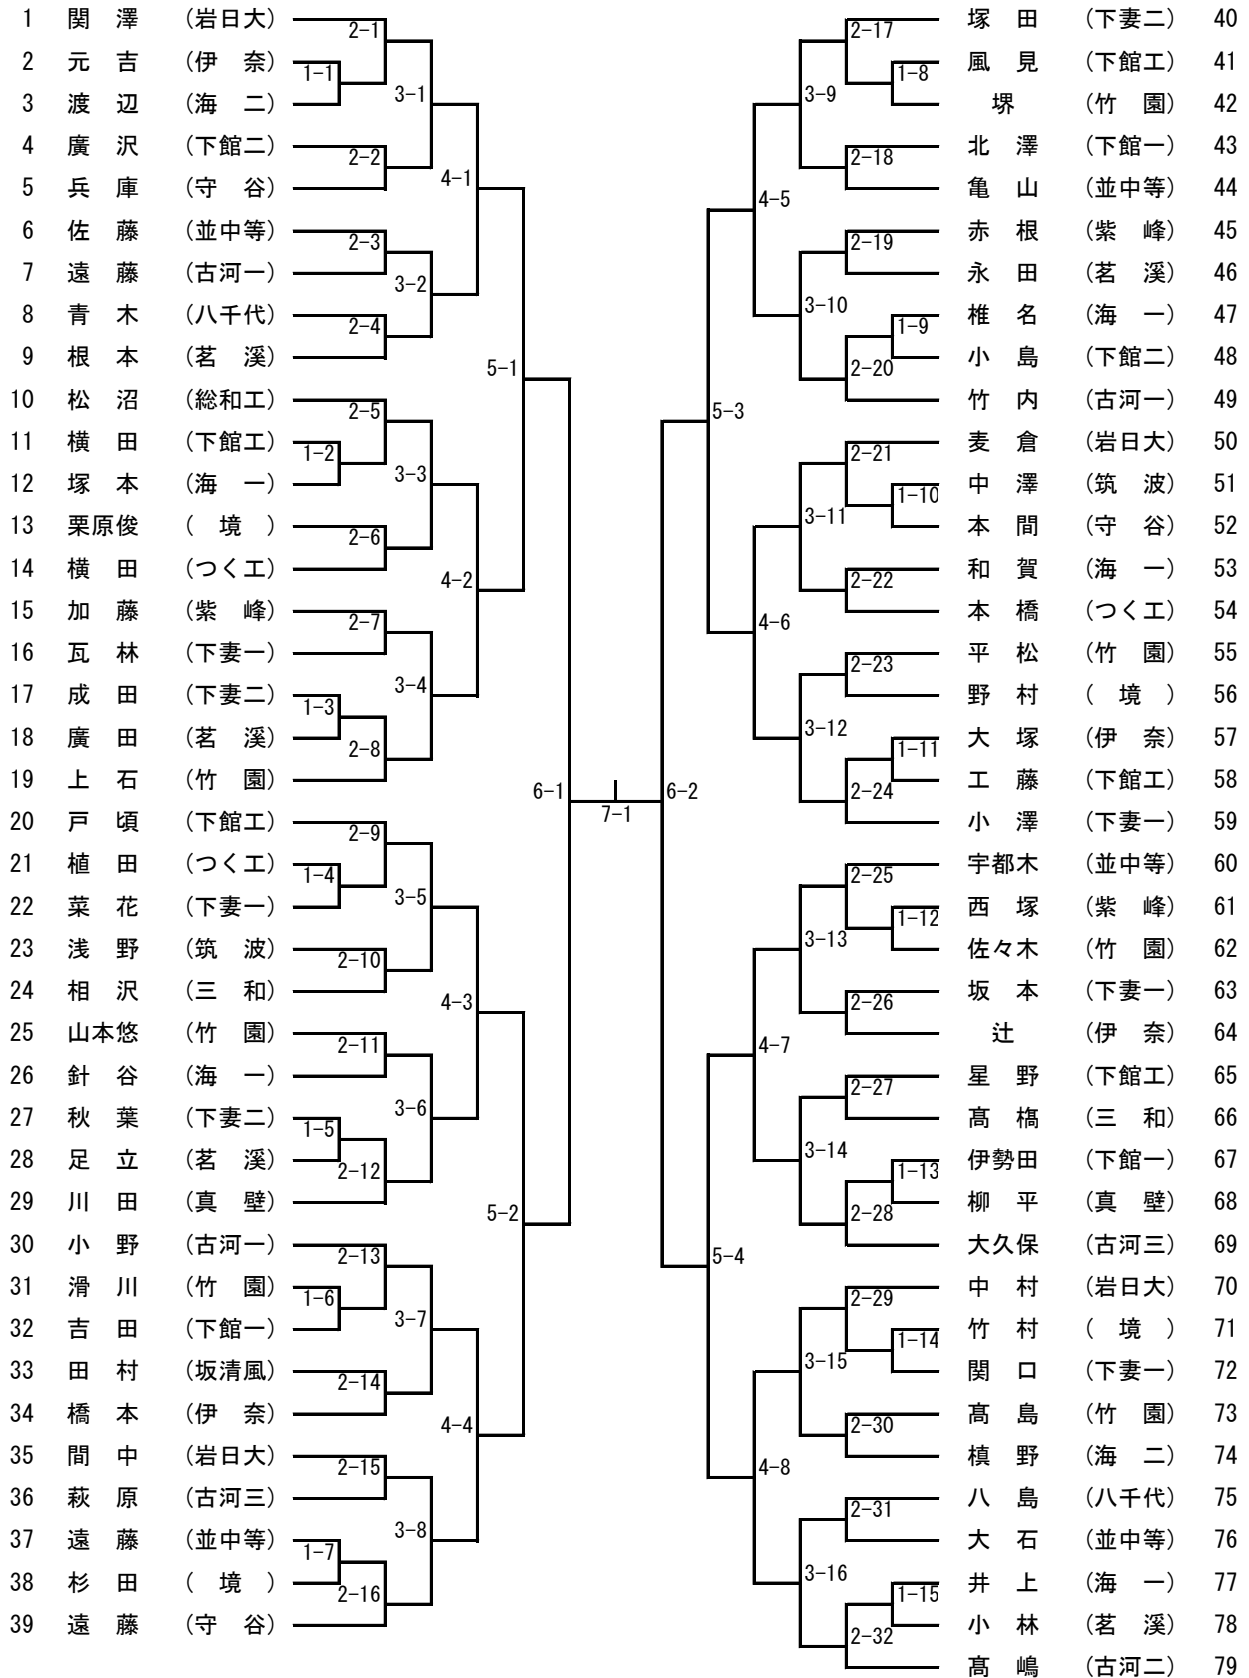 1 関澤 (岩日大)
2 元吉 (伊奈)
3 渡辺 (海二)
4 廣沢 (下館二)
5 兵庫 (守谷)
6 佐藤 (並中等)
7 遠藤 (古河一)
8 青木 (八千代)
9 根本 (茗溪)
10 松沼 (総和工)
11 横田 (下館工)
12 塚本 (海一)
13 栗原俊 (境)
14 横田 (つく工)
15 加藤 (紫峰)
16 瓦林 (下妻一)
17 成田 (下妻二)
18 廣田 (茗溪)
19 上石 (竹園)
20 戸頃 (下館工)
21 植田 (つく工)
22 菜花 (下妻一)
23 浅野 (筑波)
24 相沢 (三和)
25 山本悠 (竹園)
26 針谷 (海一)
27 秋葉 (下妻二)
28 足立 (茗溪)
29 川田 (真壁)
30 小野 (古河一)
31 滑川 (竹園)
32 吉田 (下館一)
33 田村 (坂清風)
34 橋本 (伊奈)
35 間中 (岩日大)
36 萩原 (古河三)
37 遠藤 (並中等)
38 杉田 (境)
39 遠藤 (守谷)
2-1
1-1
3-1
2-2
4-1
2-3
3-2
2-4
5-1
2-5
1-2
3-3
2-6
4-2
2-7
3-4
1-3
2-8
6-1
2-9
1-4
3-5
2-10
4-3
2-11
3-6
1-5
2-12
5-2
2-13
1-6
3-7
2-14
4-4
2-15
3-8
1-7
2-16
7-1
2-17
1-8
3-9
2-18
4-5
2-19
3-10
1-9
2-20
5-3
2-21
1-10
3-11
2-22
4-6
2-23
3-12
1-11
2-24
6-2
2-25
1-12
3-13
2-26
4-7
2-27
3-14
1-13
2-28
5-4
2-29
1-14
3-15
2-30
4-8
2-31
3-16
1-15
2-32
塚田 (下妻二) 40
風見 (下館工) 41
堺 (竹園) 42
北澤 (下館一) 43
亀山 (並中等) 44
赤根 (紫峰) 45
永田 (茗溪) 46
椎名 (海一) 47
小島 (下館二) 48
竹内 (古河一) 49
麦倉 (岩日大) 50
中澤 (筑波) 51
本間 (守谷) 52
和賀 (海一) 53
本橋 (つく工) 54
平松 (竹園) 55
野村 (境) 56
大塚 (伊奈) 57
工藤 (下館工) 58
小澤 (下妻一) 59
宇都木 (並中等) 60
西塚 (紫峰) 61
佐々木 (竹園) 62
坂本 (下妻一) 63
辻 (伊奈) 64
星野 (下館工) 65
髙槗 (三和) 66
伊勢田 (下館一) 67
柳平 (真壁) 68
大久保 (古河三) 69
中村 (岩日大) 70
竹村 (境) 71
関口 (下妻一) 72
髙島 (竹園) 73
槙野 (海二) 74
八島 (八千代) 75
大石 (並中等) 76
井上 (海一) 77
小林 (茗溪) 78
髙嶋 (古河二) 79